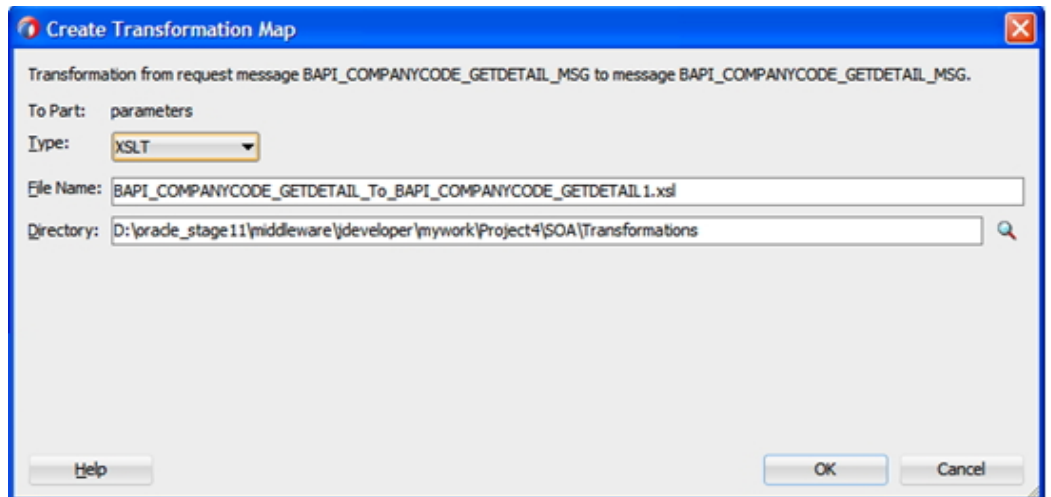 Create Transformation Map
Transformation from request message BAPI_COMPANYCODE_GETDETAIL_MSG to message BAPI_COMPANYCODE_GETDETAIL_MSG.
To Part: parameters
Type: XSLT
File Name: BAPI_COMPANYCODE_GETDETAIL_To_BAPI_COMPANYCODE_GETDETAIL1.xsl
Directory: D:\oracle_stage11\middleware\jdeveloper\mywork\Project4\SOA\Transformations
Help OK Cancel